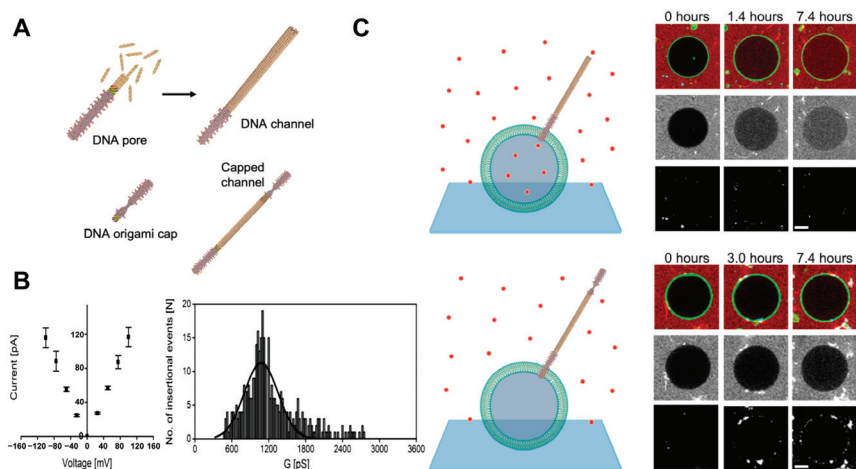 A
DNA pore
DNA channel
DNA origami cap
Capped
channel
B
Current [pA]
160
120
80
40
0
−160 −120 −80 −40 0 40 80 120 160
Voltage [mV]
No. of insertional events [N]
20
15
10
5
0
0 600 1200 1800 2400 3000 3600
G [pS]
C
0 hours 1.4 hours 7.4 hours
0 hours 3.0 hours 7.4 hours